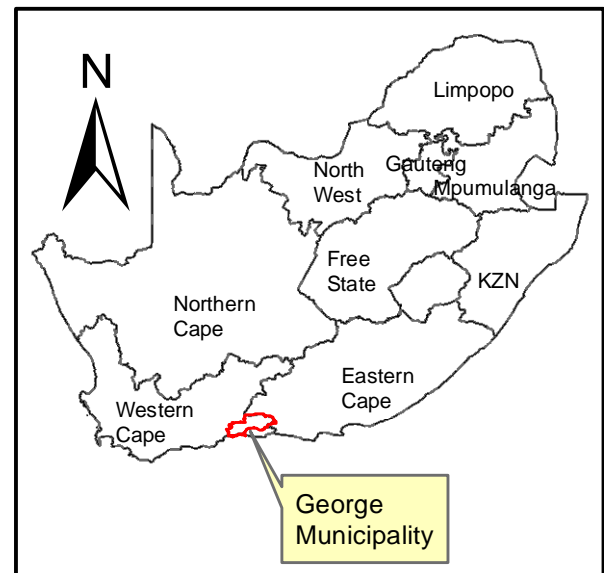 N
Limpopo
North
West
Gauteng
Mpumulanga
Free
State
KZN
Northern
Cape
Eastern
Cape
Western
Cape
George
Municipality